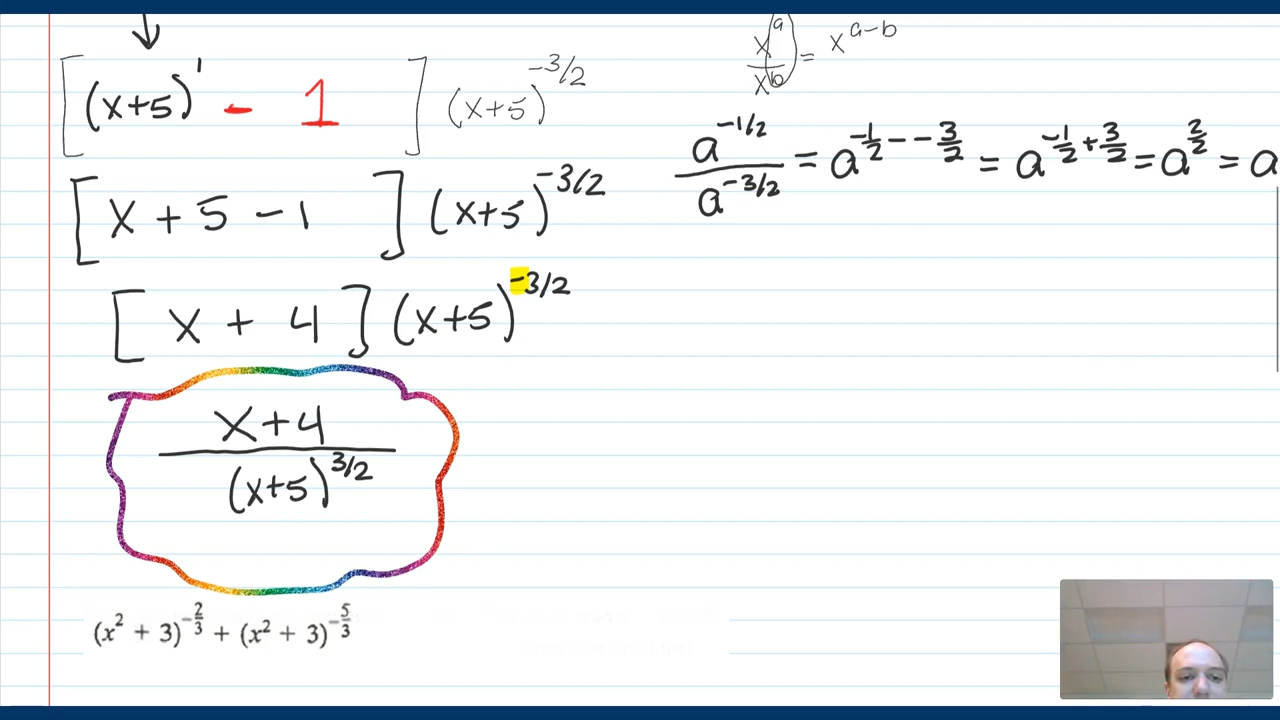 x^a / x^b = x^(a-b)
[(x+5)^1 - 1] (x+5)^(-3/2)
a^(-1/2) / a^(-3/2) = a^(-1/2 - -3/2) = a^(-1/2 + 3/2) = a^(2/2) = a
[x + 5 - 1] (x+5)^(-3/2)
[x + 4] (x+5)^(-3/2)
x+4
(x+5)^(3/2)
(x² + 3)^(-2/3) + (x² + 3)^(-5/3)